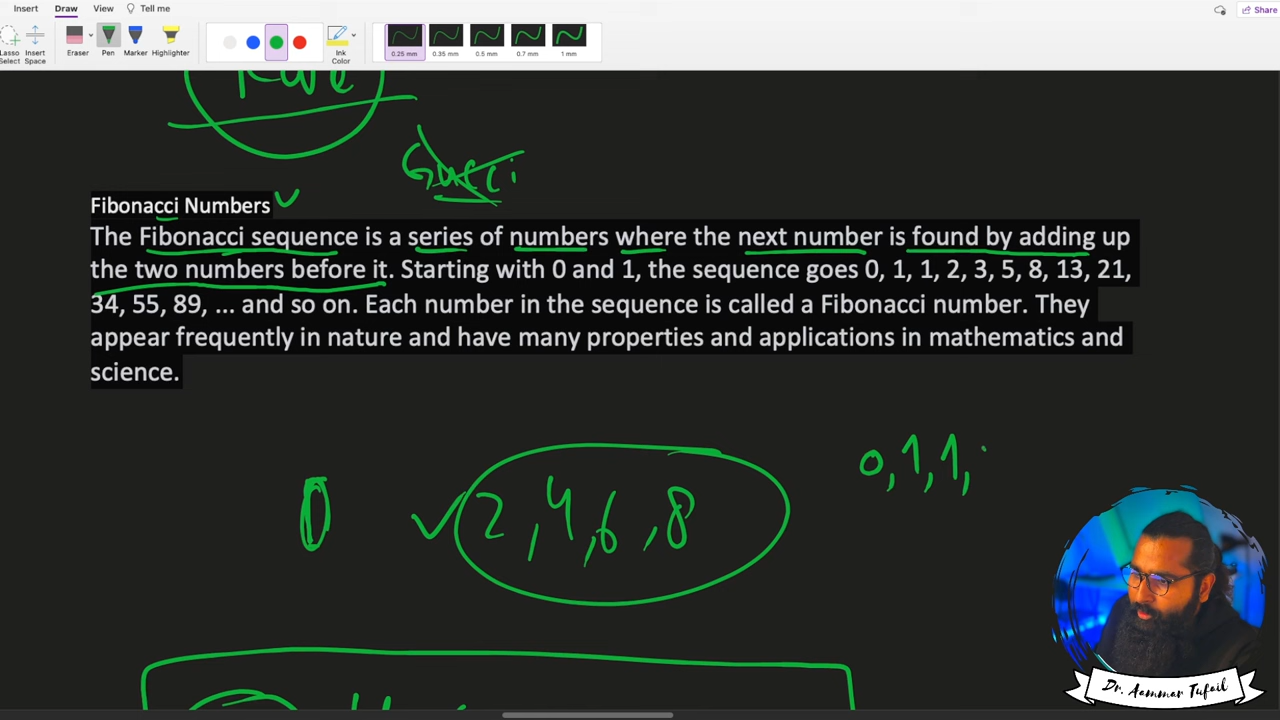 Insert Draw View Tell me
Share
Lasso Select
Insert Space
Eraser
Pen
Marker
Highlighter
Ink Color
0.25 mm
0.35 mm
0.5 mm
0.7 mm
1 mm
Gucci
Fibonacci Numbers
The Fibonacci sequence is a series of numbers where the next number is found by adding up
the two numbers before it. Starting with 0 and 1, the sequence goes 0, 1, 1, 2, 3, 5, 8, 13, 21,
34, 55, 89, ... and so on. Each number in the sequence is called a Fibonacci number. They
appear frequently in nature and have many properties and applications in mathematics and
science.
0,1,1,
0 2,4,6,8
Dr. Aammar Tufail